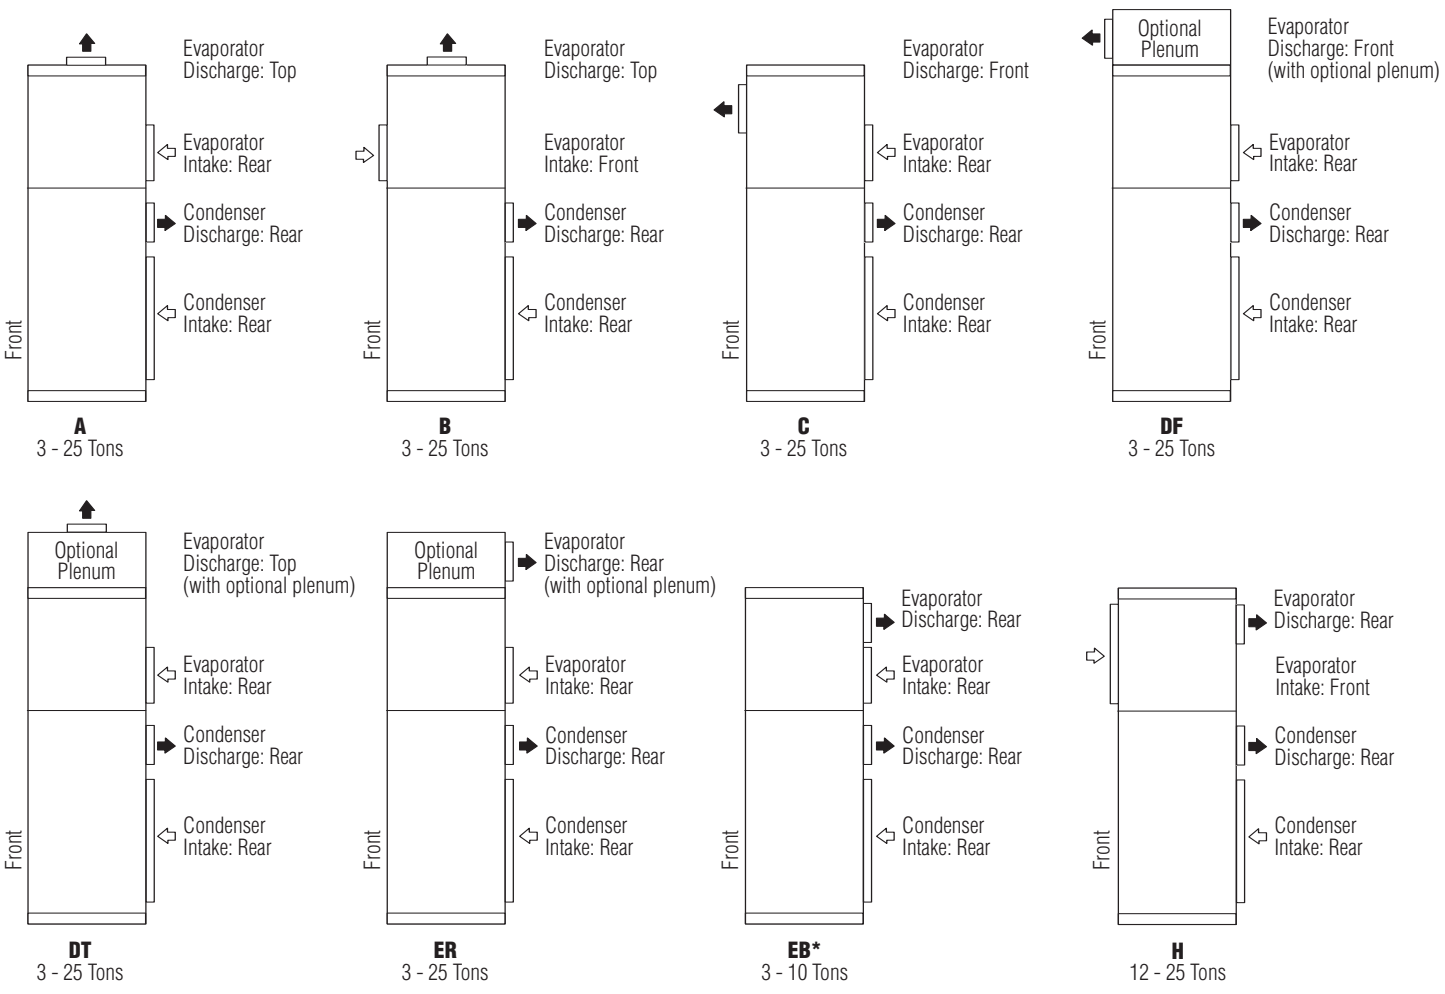 Evaporator
Discharge: Top
Evaporator
Intake: Rear
Condenser
Discharge: Rear
Condenser
Intake: Rear
Front
A
3 - 25 Tons
Evaporator
Discharge: Top
Evaporator
Intake: Front
Condenser
Discharge: Rear
Condenser
Intake: Rear
Front
B
3 - 25 Tons
Evaporator
Discharge: Front
Evaporator
Intake: Rear
Condenser
Discharge: Rear
Condenser
Intake: Rear
Front
C
3 - 25 Tons
Optional
Plenum
Evaporator
Discharge: Front
(with optional plenum)
Evaporator
Intake: Rear
Condenser
Discharge: Rear
Condenser
Intake: Rear
Front
DF
3 - 25 Tons
Optional
Plenum
Evaporator
Discharge: Top
(with optional plenum)
Evaporator
Intake: Rear
Condenser
Discharge: Rear
Condenser
Intake: Rear
Front
DT
3 - 25 Tons
Optional
Plenum
Evaporator
Discharge: Rear
(with optional plenum)
Evaporator
Intake: Rear
Condenser
Discharge: Rear
Condenser
Intake: Rear
Front
ER
3 - 25 Tons
Evaporator
Discharge: Rear
Evaporator
Intake: Rear
Condenser
Discharge: Rear
Condenser
Intake: Rear
Front
EB*
3 - 10 Tons
Evaporator
Discharge: Rear
Evaporator
Intake: Front
Condenser
Discharge: Rear
Condenser
Intake: Rear
Front
H
12 - 25 Tons